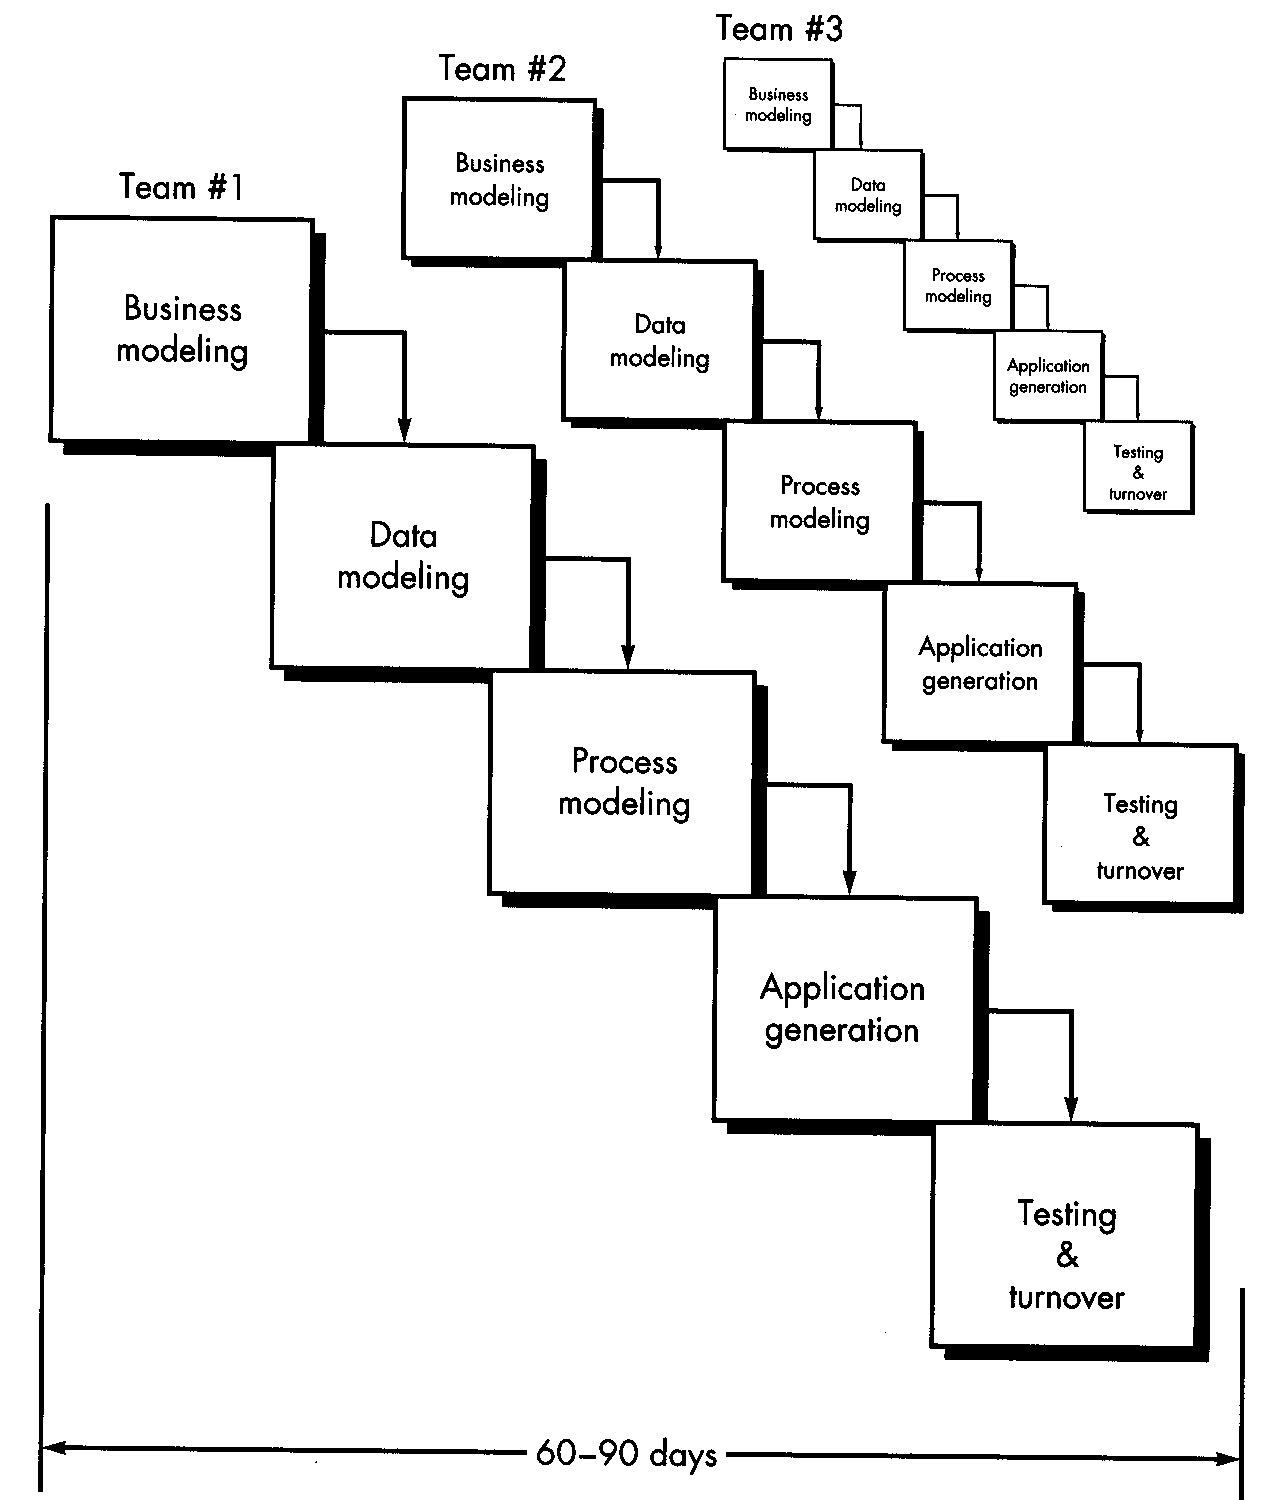 Team #1
Business
modeling
Data
modeling
Process
modeling
Application
generation
Testing
&
turnover
Team #2
Business
modeling
Data
modeling
Process
modeling
Application
generation
Testing
&
turnover
Team #3
Business
modeling
Data
modeling
Process
modeling
Application
generation
Testing
&
turnover
60–90 days